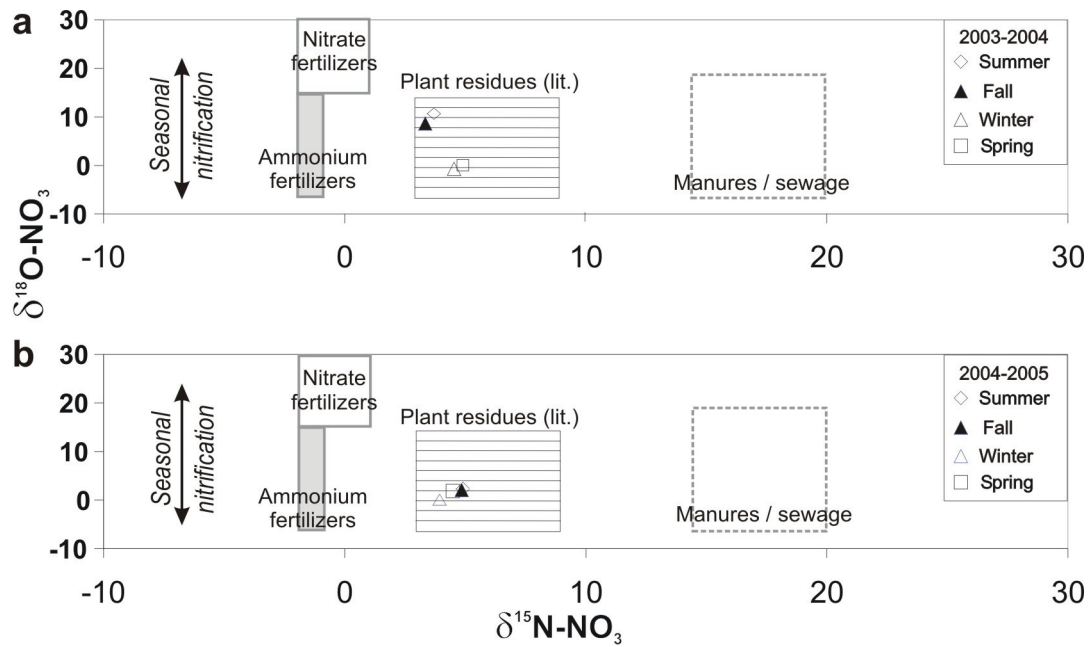 a
30
20
10
0
-10
-10 0 10 20 30
Seasonal
nitrification
Nitrate
fertilizers
Ammonium
fertilizers
Plant residues (lit.)
Manures / sewage
2003-2004
Summer
Fall
Winter
Spring
δ¹⁸O-NO₃
b
30
20
10
0
-10
-10 0 10 20 30
Seasonal
nitrification
Nitrate
fertilizers
Ammonium
fertilizers
Plant residues (lit.)
Manures / sewage
2004-2005
Summer
Fall
Winter
Spring
δ¹⁵N-NO₃